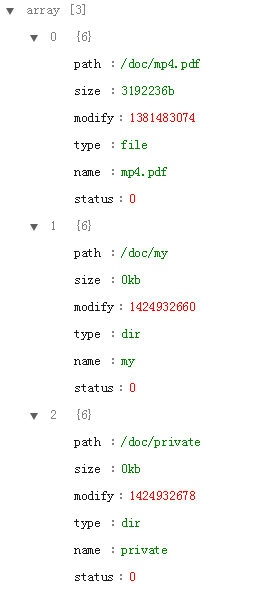 ▼ array [3]
▼ 0 {6}
path : /doc/mp4.pdf
size : 3192236b
modify : 1381483074
type : file
name : mp4.pdf
status : 0
▼ 1 {6}
path : /doc/my
size : 0kb
modify : 1424932660
type : dir
name : my
status : 0
▼ 2 {6}
path : /doc/private
size : 0kb
modify : 1424932678
type : dir
name : private
status : 0